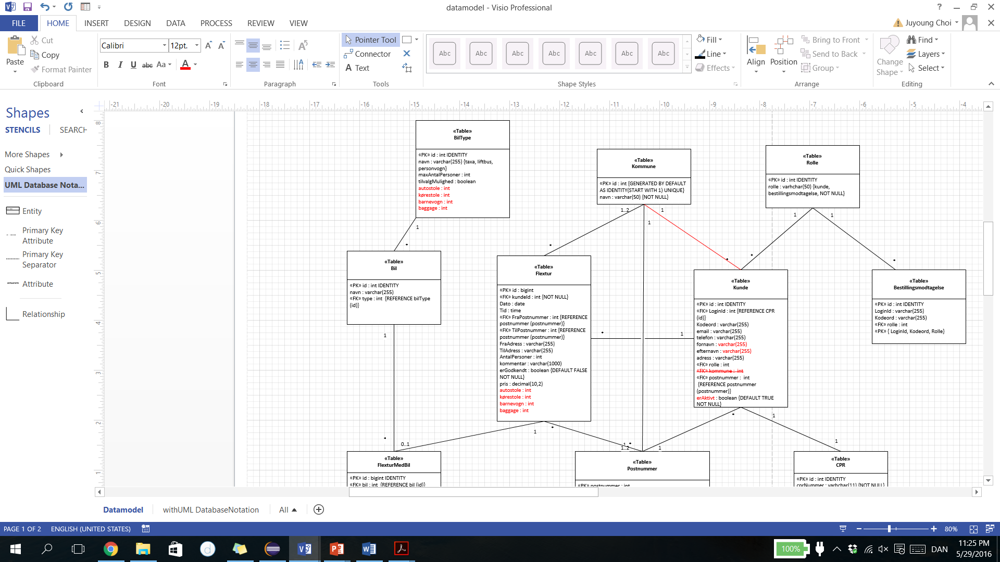 datamodel - Visio Professional
?
FILE
HOME
INSERT
DESIGN
DATA
PROCESS
REVIEW
VIEW
Juyoung Choi
Paste
Cut
Copy
Format Painter
Clipboard
Calibri
12pt.
B I U abc Aa A
Font
Paragraph
Pointer Tool
Connector
A Text
Tools
Abc Abc Abc Abc Abc Abc Abc
Shape Styles
Fill
Line
Effects
Align
Position
Bring to Front
Send to Back
Group
Arrange
Change
Shape
Find
Layers
Select
Editing
Shapes
STENCILS
SEARCH
More Shapes
Quick Shapes
UML Database Nota...
Entity
Primary Key
Attribute
Primary Key
Separator
Attribute
Relationship
-21 -20 -19 -18 -17 -16 -15 -14 -13 -12 -11 -10 -9 -8 -7 -6 -5 -4
8
7
6
5
4
3
2
1
«Table»
BilType
«PK» id : int IDENTITY
navn : varchar(255) {taxa, liftbus,
personvogn}
maxAntalPersoner : int
tilvalgMulighed : boolean
autostole : int
kørestole : int
barnevogn : int
baggage : int
«Table»
Kommune
«PK» id : int {GENERATED BY DEFAULT
AS IDENTITY(START WITH 1) UNIQUE}
navn : varchar(50) {NOT NULL}
«Table»
Rolle
«PK» id : int IDENTITY
rolle : varhchar(50) {kunde,
bestillingsmodtagelse, NOT NULL}
1
*
1..2
1
1
*
*
1
1
*
*
«Table»
Bil
«PK» id : int IDENTITY
navn : varchar(255)
«FK» type : int  {REFERENCE bilType
(id)}
«Table»
Flextur
«PK» id : bigint
«FK» kundeId : int {NOT NULL}
Dato : date
Tid : time
«FK» FraPostnummer : int {REFERENCE
postnummer (postnummer)}
«FK» TilPostnummer : int {REFERENCE
postnummer (postnummer)}
FraAdress : varchar(255)
TilAdress : varchar(255)
AntalPersoner : int
kommentar : varchar(1000)
erGodkendt : boolean {DEFAULT FALSE
NOT NULL}
pris : decimal(10,2)
autostole : int
kørestole : int
barnevogn : int
baggage : int
«Table»
Kunde
«PK» id : int IDENTITY
«FK» LoginId : int {REFERENCE CPR
(id)}
Kodeord : varchar(255)
email : varchar(255)
telefon : varchar(255)
fornavn : varchar(255)
efternavn : varchar(255)
adress : varchar(255)
«FK» rolle : int
«FK» kommune :  int
«FK» postnummer :  int
{REFERENCE postnummer
(postnummer)}
erAktivt : boolean {DEFAULT TRUE
NOT NULL}
«Table»
Bestillingsmodtagelse
«PK» id : int IDENTITY
LoginId : varchar(255)
Kodeord : varchar(255)
«FK» rolle : int
«PK» { LoginId, Kodeord, Rolle}
1
*
1
*
0..1
1
*
*
1..2
1
*
1
1
«Table»
FlexturMedBil
«PK» id : bigint IDENTITY
«FK» bil : int  {REFERENCE bil (id)}
«Table»
Postnummer
«PK» postnummer : int
«Table»
CPR
«PK» id : int IDENTITY
cprNummer : varhchar(11) {NOT NULL}
Datamodel
withUML DatabaseNotation
All
PAGE 1 OF 2
ENGLISH (UNITED STATES)
80%
100%
DAN
11:25 PM
5/29/2016